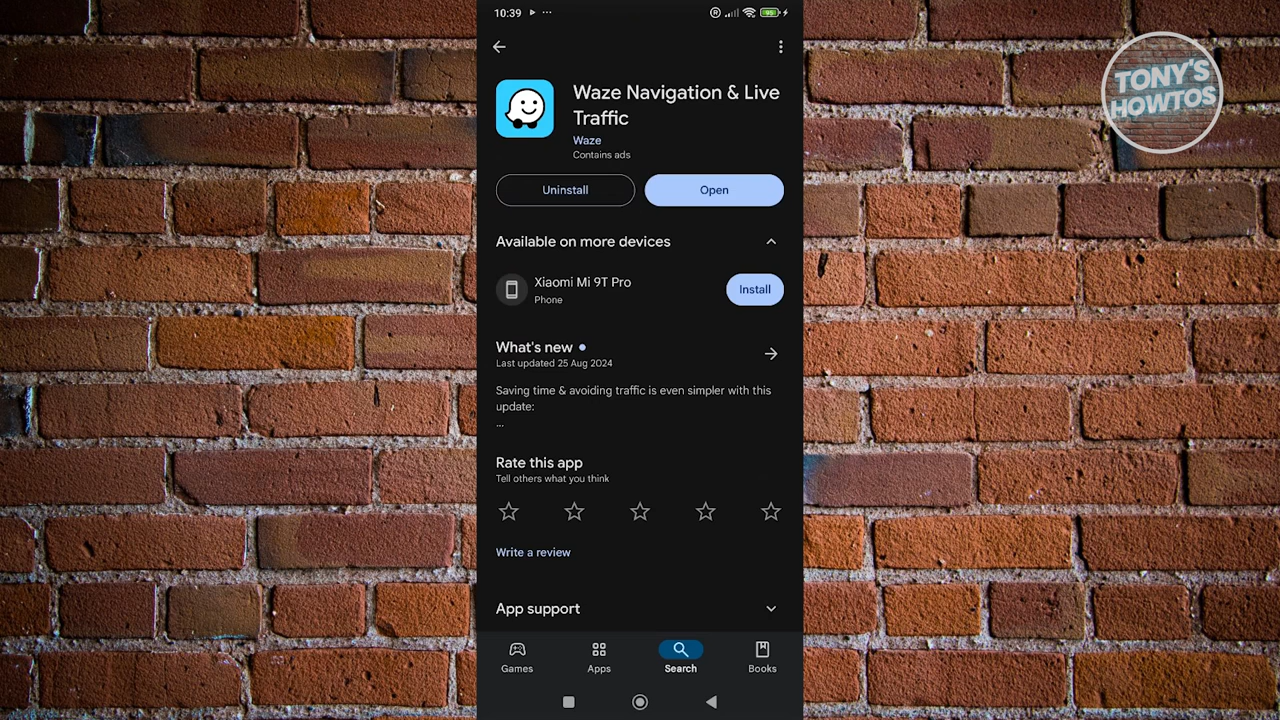 10:39
95
TONY'S
HOWTOS
Waze Navigation & Live
Traffic
Waze
Contains ads
Uninstall
Open
Available on more devices
Xiaomi Mi 9T Pro
Phone
Install
What's new
Last updated 25 Aug 2024
Saving time & avoiding traffic is even simpler with this
update:
...
Rate this app
Tell others what you think
Write a review
App support
Games
Apps
Search
Books